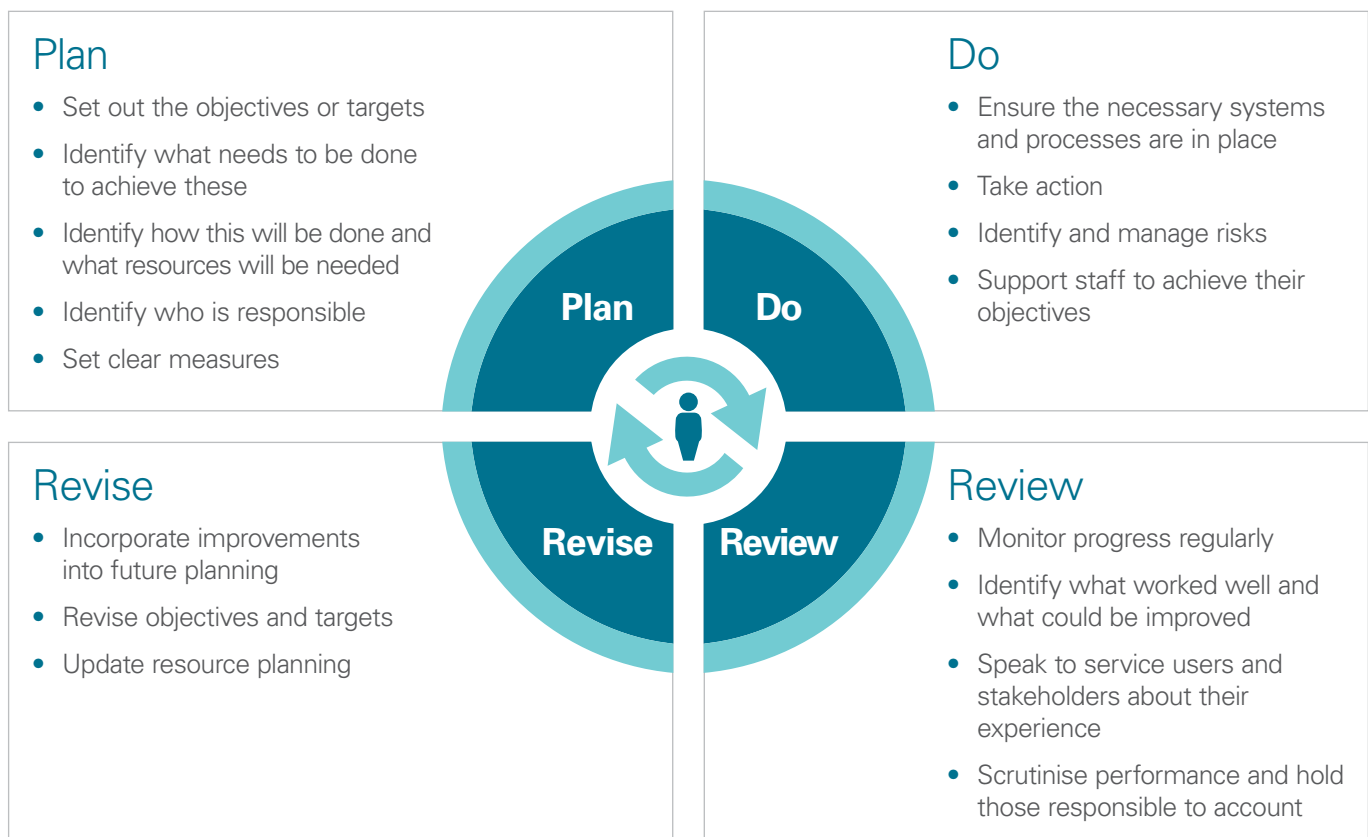 Plan
• Set out the objectives or targets
• Identify what needs to be done
to achieve these
• Identify how this will be done and
what resources will be needed
• Identify who is responsible
• Set clear measures
Do
• Ensure the necessary systems
and processes are in place
• Take action
• Identify and manage risks
• Support staff to achieve their
objectives
Plan
Do
Revise
Review
Revise
• Incorporate improvements
into future planning
• Revise objectives and targets
• Update resource planning
Review
• Monitor progress regularly
• Identify what worked well and
what could be improved
• Speak to service users and
stakeholders about their
experience
• Scrutinise performance and hold
those responsible to account